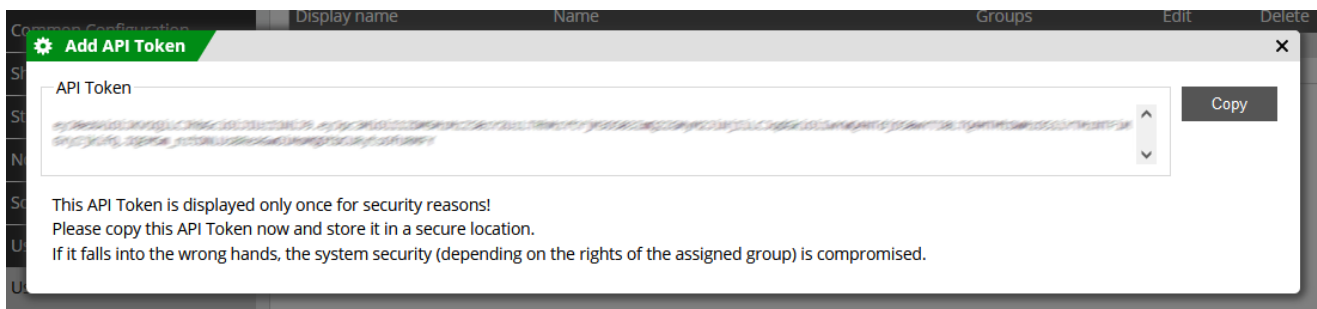 Display name Name Groups Edit Delete
Common Configuration
Add API Token
API Token
Copy
This API Token is displayed only once for security reasons!
Please copy this API Token now and store it in a secure location.
If it falls into the wrong hands, the system security (depending on the rights of the assigned group) is compromised.